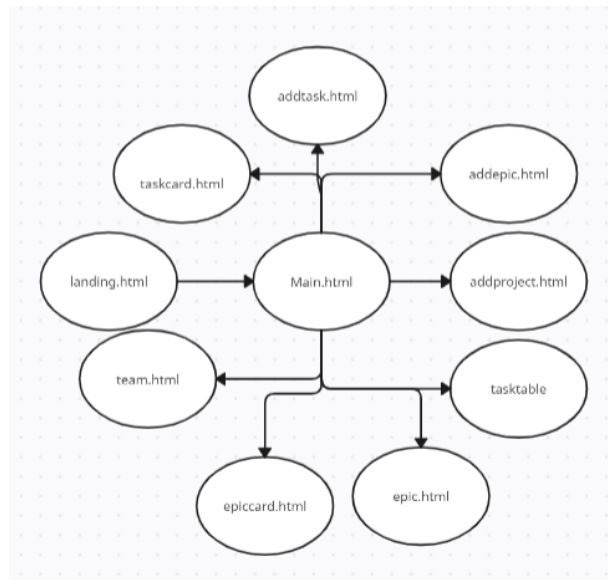 addtask.html
taskcard.html
addepic.html
landing.html
Main.html
addproject.html
team.html
tasktable
epiccard.html
epic.html